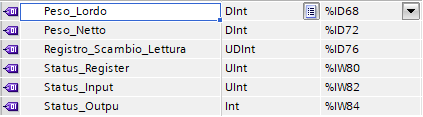 Peso_Lordo DInt %ID68
Peso_Netto DInt %ID72
Registro_Scambio_Lettura UDInt %ID76
Status_Register UInt %IW80
Status_Input UInt %IW82
Status_Outpu Int %IW84